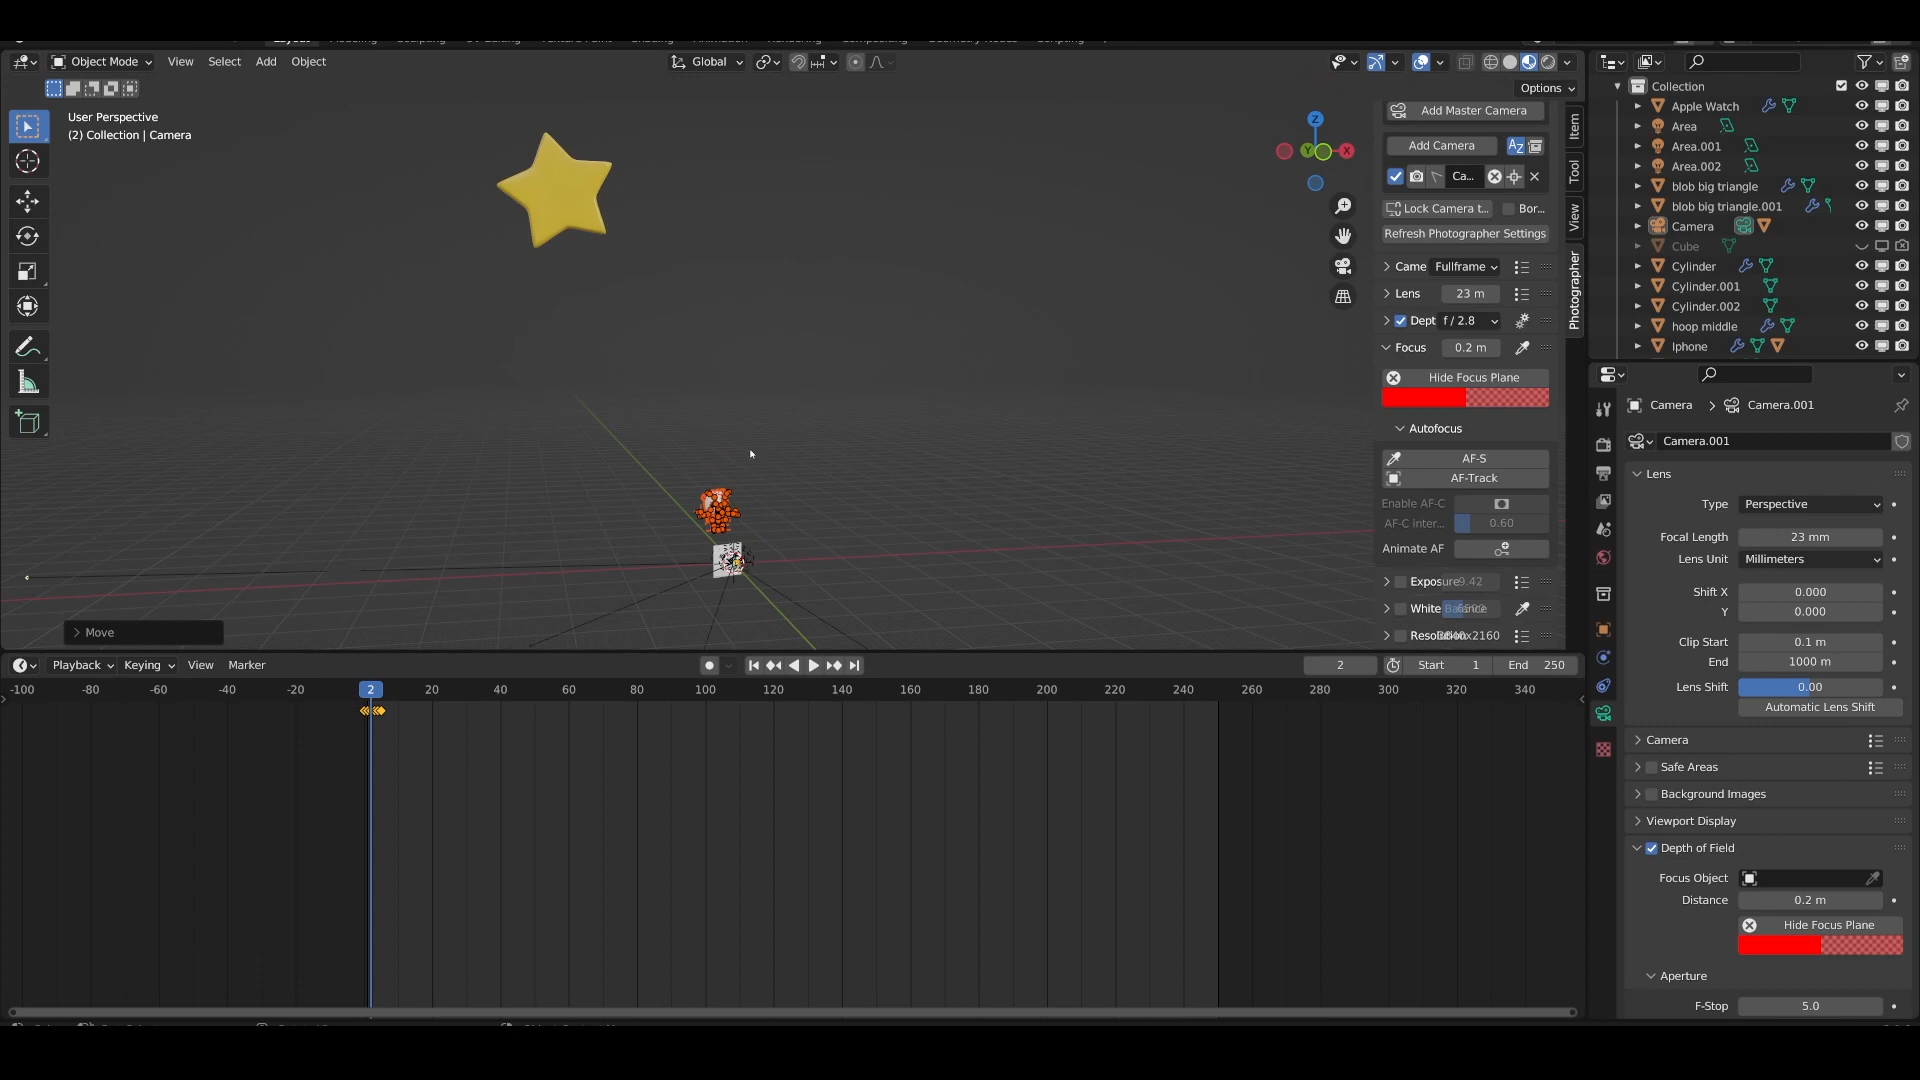 Object Mode
View
Select
Add
Object
Global
Options
User Perspective
(2) Collection | Camera
Z
Y
X
Move
Add Master Camera
Add Camera
Ca...
Lock Camera t...
Bor...
Refresh Photographer Settings
Came
Fullframe
Lens
23 m
Dept
f / 2.8
Focus
0.2 m
Hide Focus Plane
Autofocus
AF-S
AF-Track
Enable AF-C
AF-C inter...
0.60
Animate AF
Exposure
9.42
White
Resolution
3840x2160
Item
Tool
View
Photographer
Collection
Apple Watch
Area
Area.001
Area.002
blob big triangle
blob big triangle.001
Camera
Cube
Cylinder
Cylinder.001
Cylinder.002
hoop middle
Iphone
Camera
Camera.001
Camera.001
Lens
Type
Perspective
Focal Length
23 mm
Lens Unit
Millimeters
Shift X
0.000
Y
0.000
Clip Start
0.1 m
End
1000 m
Lens Shift
0.00
Automatic Lens Shift
Camera
Safe Areas
Background Images
Viewport Display
Depth of Field
Focus Object
Distance
0.2 m
Hide Focus Plane
Aperture
F-Stop
5.0
Playback
Keying
View
Marker
2
Start
1
End
250
-100
-80
-60
-40
-20
2
20
40
60
80
100
120
140
160
180
200
220
240
260
280
300
320
340